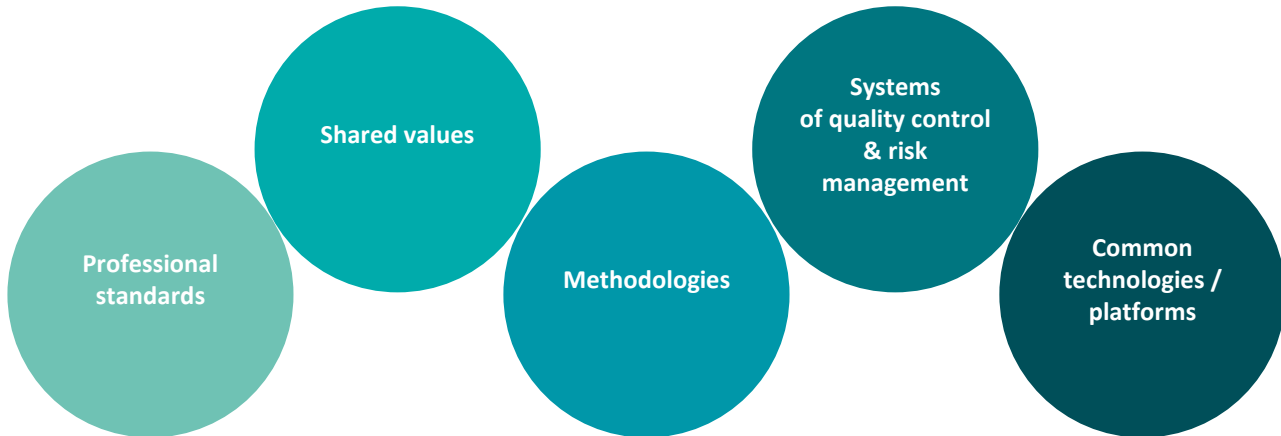 Professional
standards
Shared values
Methodologies
Systems
of quality control
& risk
management
Common
technologies /
platforms